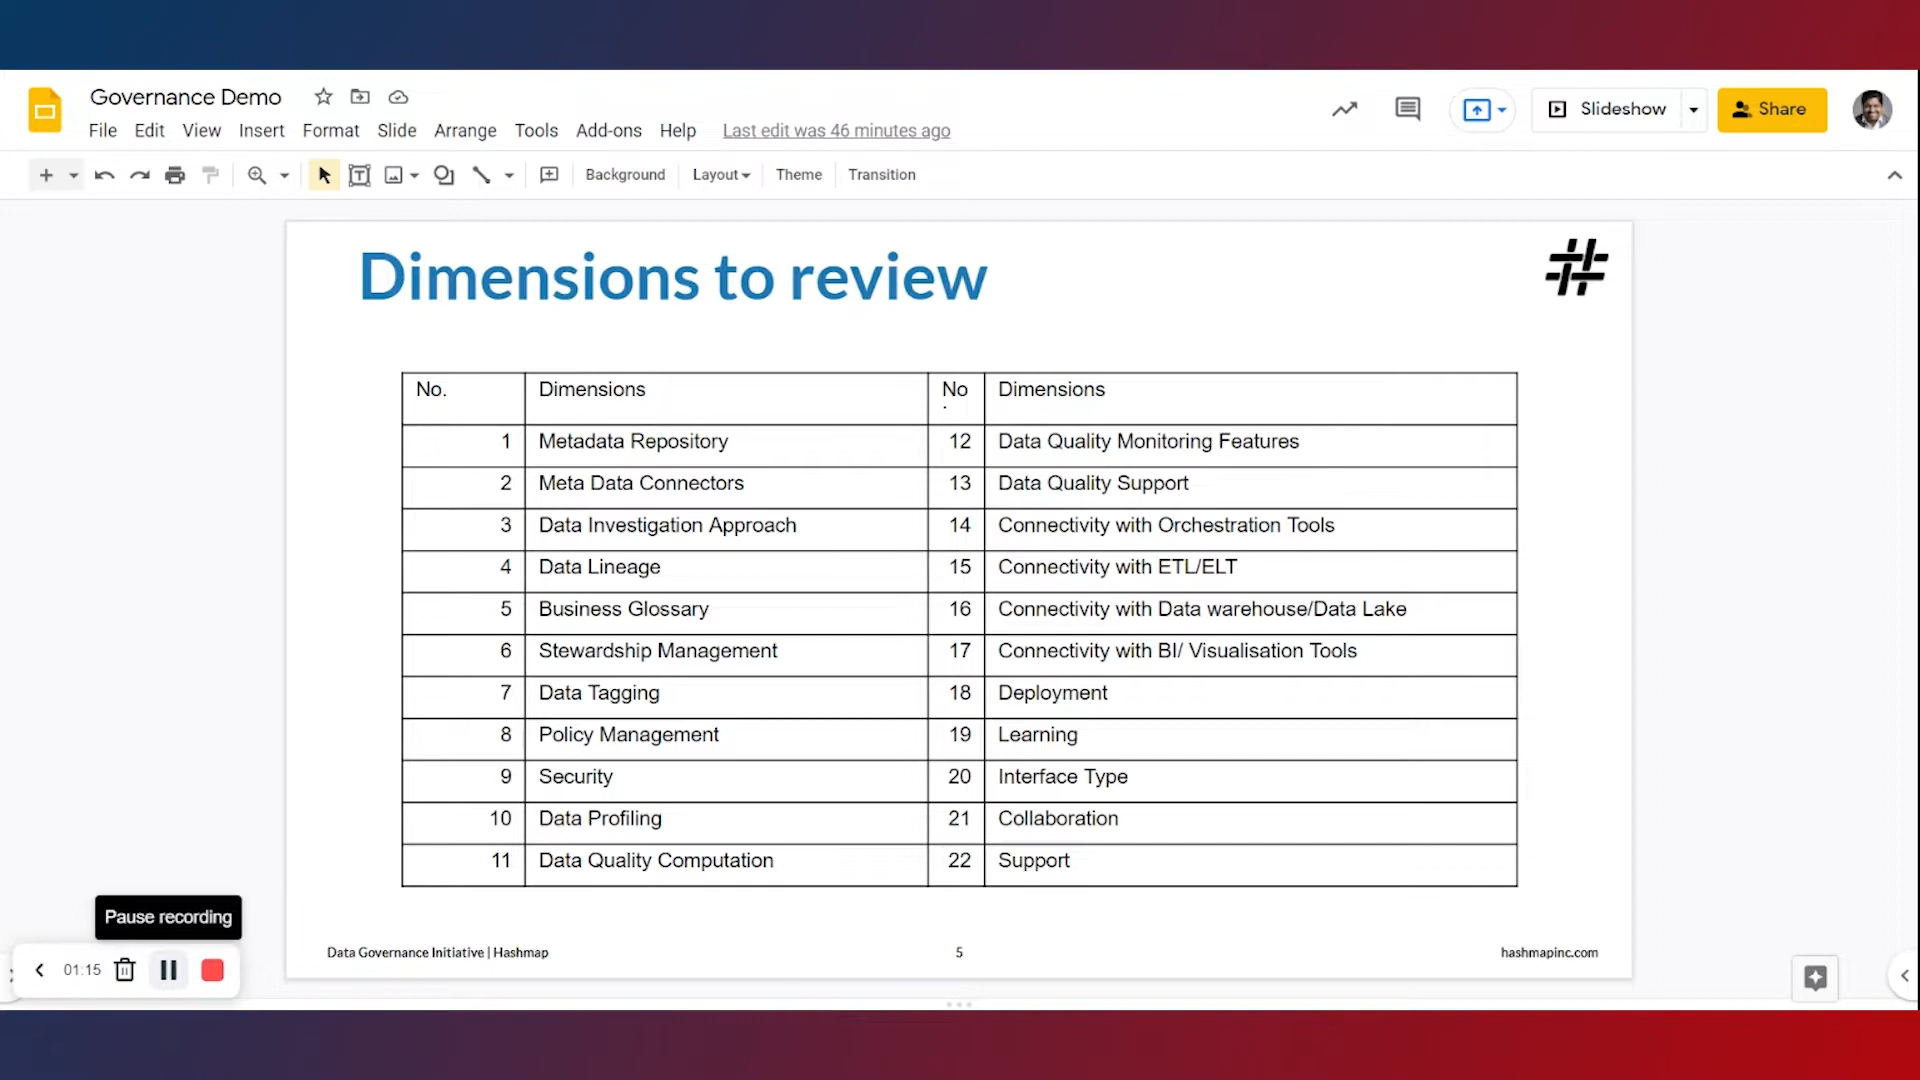 Governance Demo
File Edit View Insert Format Slide Arrange Tools Add-ons Help Last edit was 46 minutes ago
Slideshow
Share
Background Layout Theme Transition
Dimensions to review
No. Dimensions No. Dimensions
1 Metadata Repository 12 Data Quality Monitoring Features
2 Meta Data Connectors 13 Data Quality Support
3 Data Investigation Approach 14 Connectivity with Orchestration Tools
4 Data Lineage 15 Connectivity with ETL/ELT
5 Business Glossary 16 Connectivity with Data warehouse/Data Lake
6 Stewardship Management 17 Connectivity with BI/ Visualisation Tools
7 Data Tagging 18 Deployment
8 Policy Management 19 Learning
9 Security 20 Interface Type
10 Data Profiling 21 Collaboration
11 Data Quality Computation 22 Support
Pause recording
01:15
Data Governance Initiative | Hashmap 5 hashmapinc.com